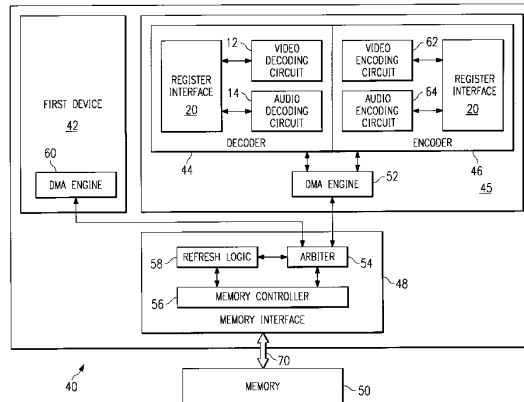 FIRST DEVICE
42
60
DMA ENGINE
12
VIDEO
DECODING
CIRCUIT
REGISTER
INTERFACE
20
14
AUDIO
DECODING
CIRCUIT
DECODER
44
VIDEO
ENCODING
CIRCUIT
62
REGISTER
INTERFACE
20
AUDIO
ENCODING
CIRCUIT
64
ENCODER
46
DMA ENGINE
52
45
58
REFRESH LOGIC
ARBITER
54
56
MEMORY CONTROLLER
MEMORY INTERFACE
48
70
40
MEMORY
50